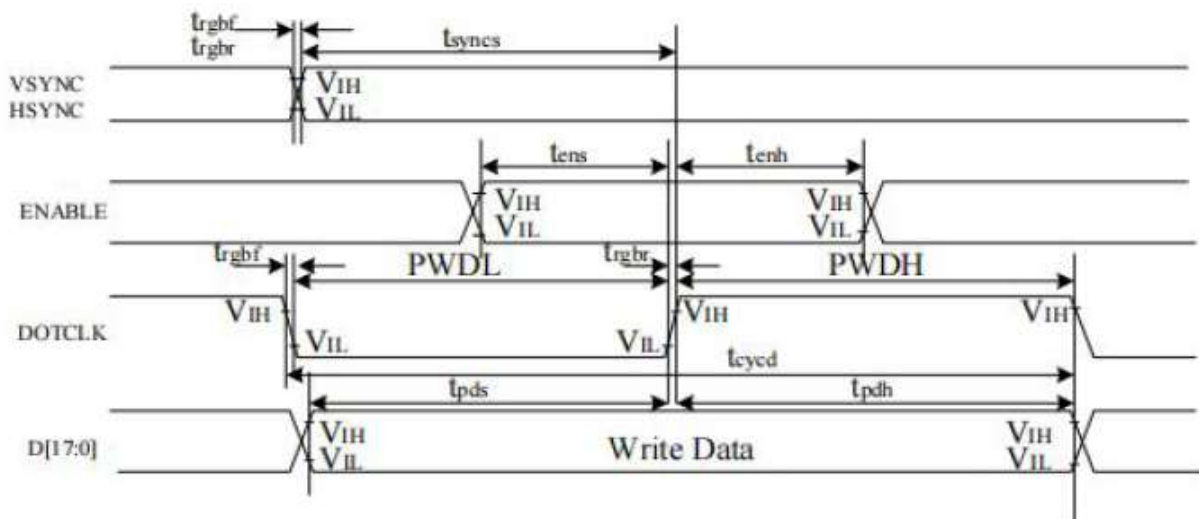 trgbf
trgbr
tsyncs
VSYNC
HSYNC
VIH
VIL
tens
tenh
ENABLE
VIH
VIL
VIH
VIL
trgbf
PWDL
trgbr
PWDH
DOTCLK
VIH
VIL
VIL
VIH
VIH
tcycd
tpds
tpdh
D[17:0]
VIH
VIL
Write Data
VIH
VIL